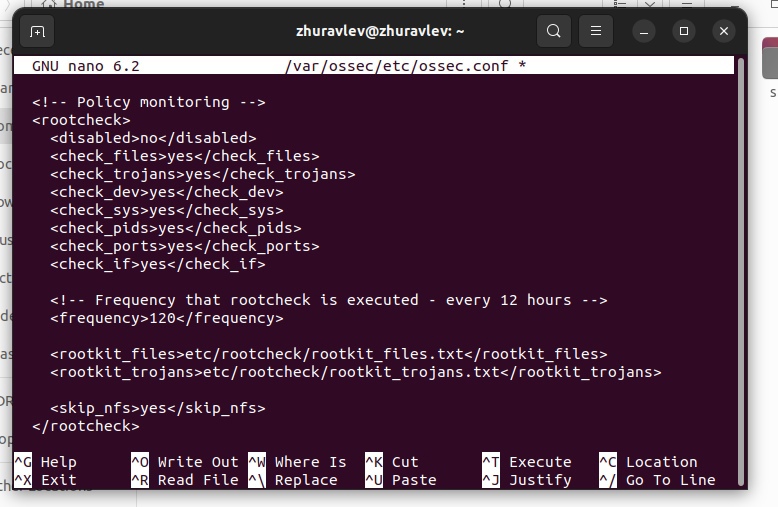 Home
zhuravlev@zhuravlev: ~
GNU nano 6.2 /var/ossec/etc/ossec.conf *
<!-- Policy monitoring -->
<rootcheck>
<disabled>no</disabled>
<check_files>yes</check_files>
<check_trojans>yes</check_trojans>
<check_dev>yes</check_dev>
<check_sys>yes</check_sys>
<check_pids>yes</check_pids>
<check_ports>yes</check_ports>
<check_if>yes</check_if>
<!-- Frequency that rootcheck is executed - every 12 hours -->
<frequency>120</frequency>
<rootkit_files>etc/rootcheck/rootkit_files.txt</rootkit_files>
<rootkit_trojans>etc/rootcheck/rootkit_trojans.txt</rootkit_trojans>
<skip_nfs>yes</skip_nfs>
</rootcheck>
^G Help ^O Write Out ^W Where Is ^K Cut ^T Execute ^C Location
^X Exit ^R Read File ^\ Replace ^U Paste ^J Justify ^/ Go To Line